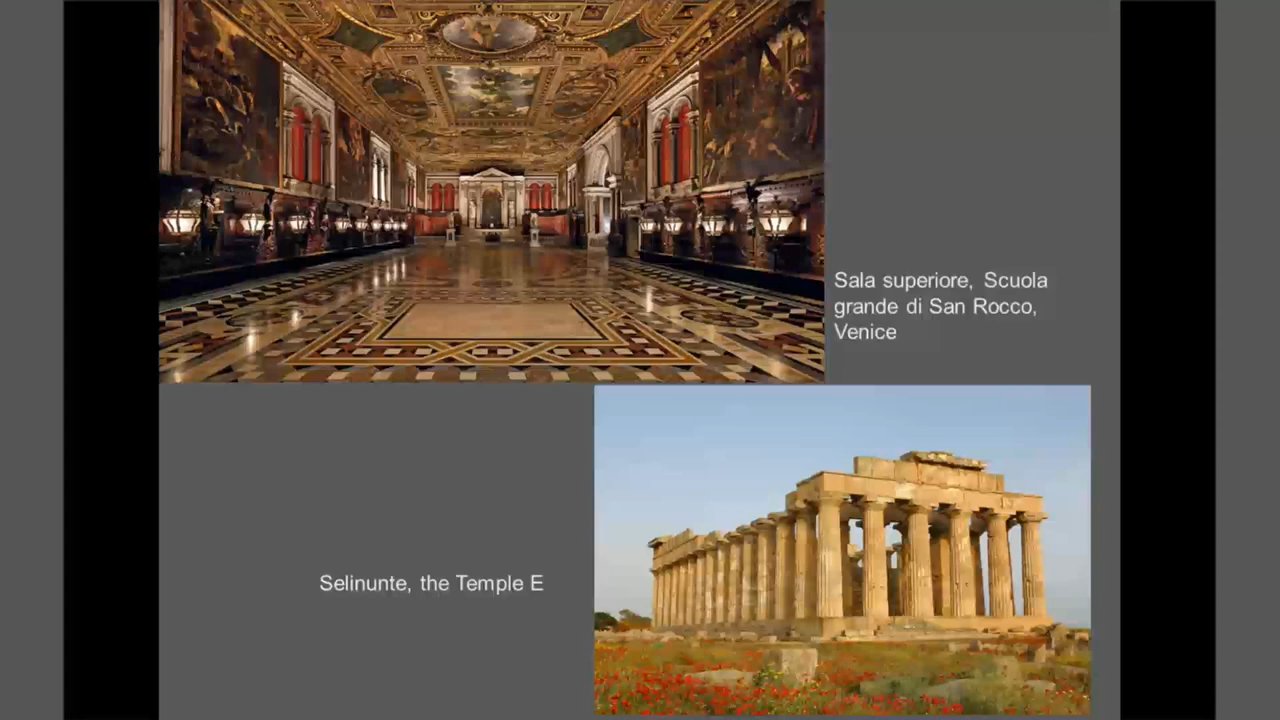 Sala superiore, Scuola
grande di San Rocco,
Venice
Selinunte, the Temple E